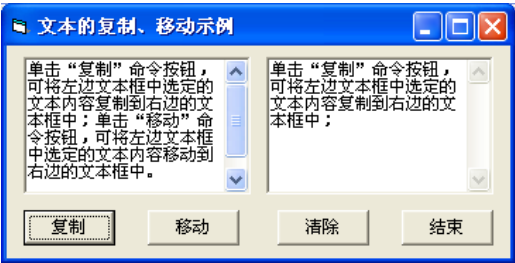 文本的复制、移动示例
单击“复制”命令按钮，
可将左边文本框中选定的
文本内容复制到右边的文
本框中；单击“移动”命
令按钮，可将左边文本框
中选定的文本内容移动到
右边的文本框中。
单击“复制”命令按钮，
可将左边文本框中选定的
文本内容复制到右边的文
本框中；
复制
移动
清除
结束